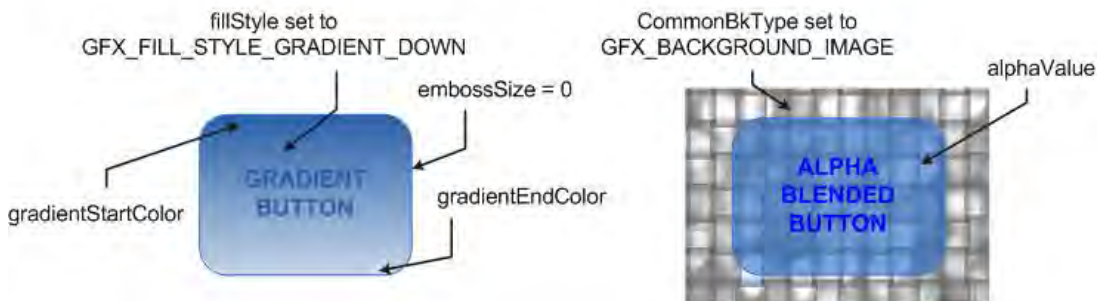 fillStyle set to
GFX_FILL_STYLE_GRADIENT_DOWN
embossSize = 0
GRADIENT
BUTTON
gradientStartColor
gradientEndColor
CommonBkType set to
GFX_BACKGROUND_IMAGE
alphaValue
ALPHA
BLENDED
BUTTON